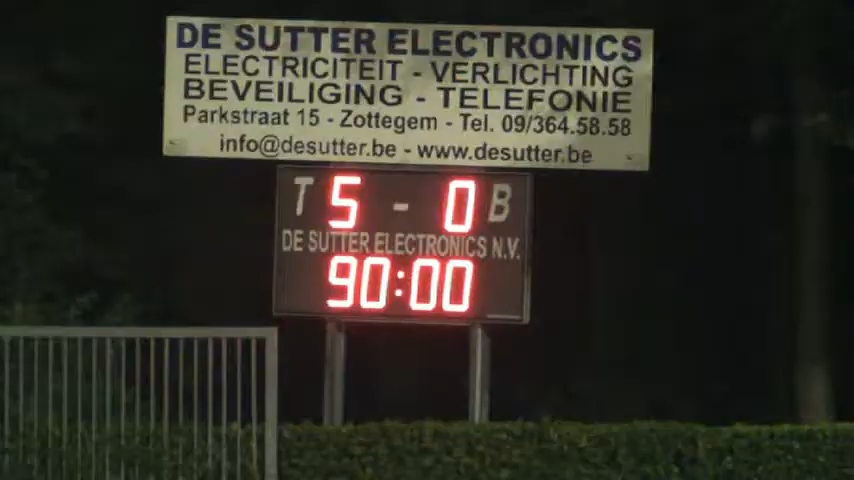 DE SUTTER ELECTRONICS
ELECTRICITEIT - VERLICHTING
BEVEILIGING - TELEFONIE
Parkstraat 15 - Zottegem - Tel. 09/364.58.58
info@desutter.be - www.desutter.be
T 5 - 0 B
DE SUTTER ELECTRONICS N.V.
90:00